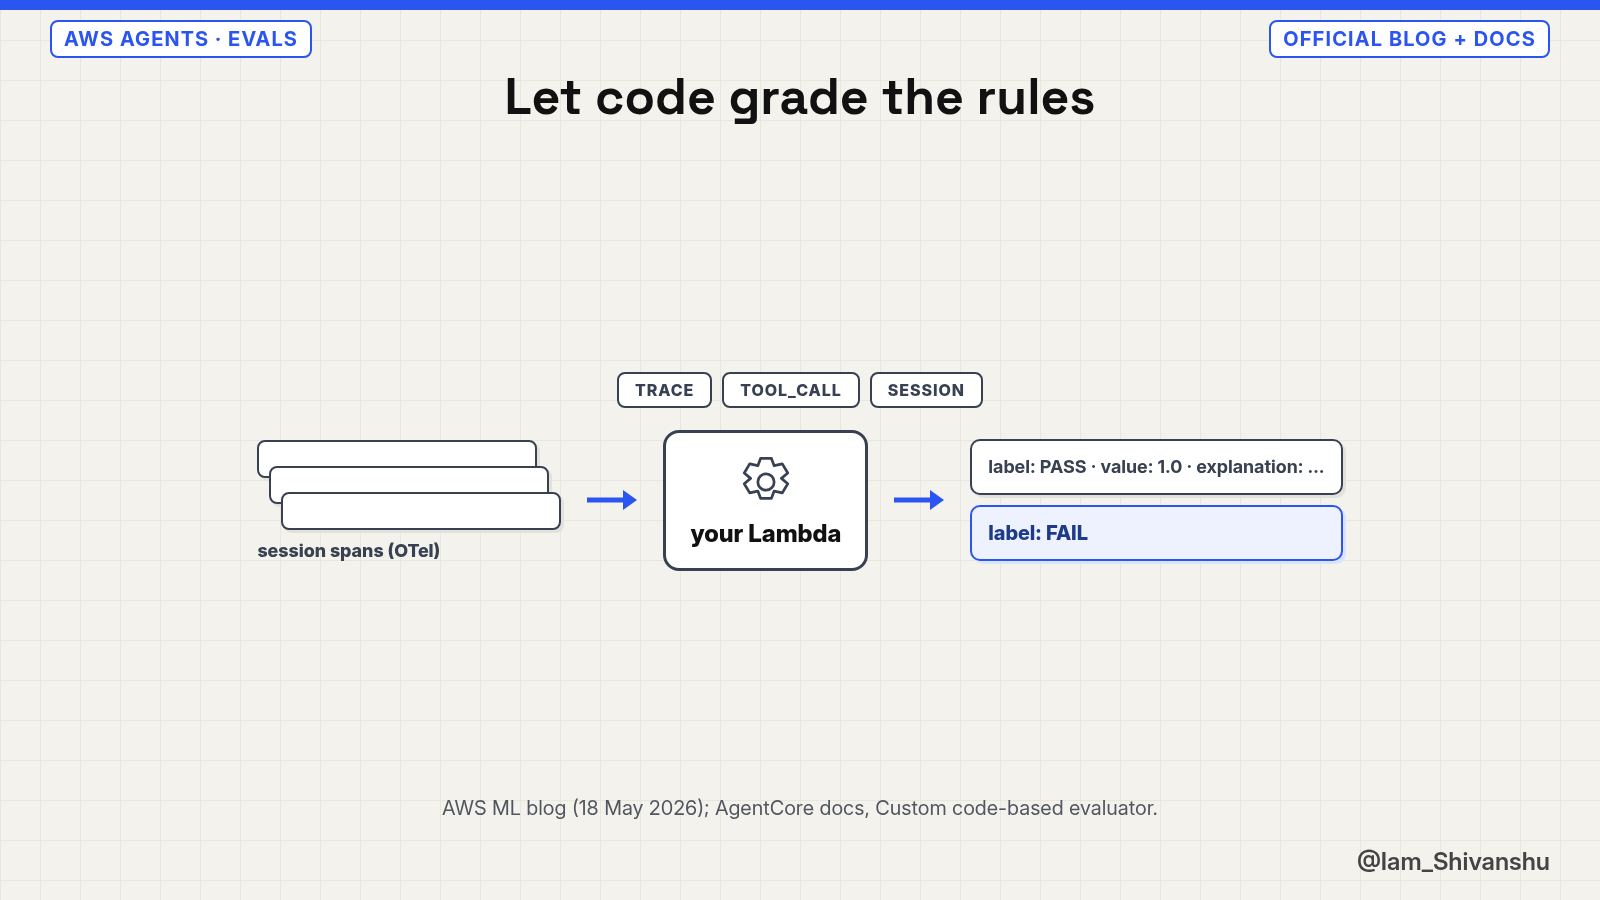 AWS AGENTS · EVALS
OFFICIAL BLOG + DOCS
Let code grade the rules
TRACE
TOOL_CALL
SESSION
session spans (OTel)
your Lambda
label: PASS · value: 1.0 · explanation: ...
label: FAIL
AWS ML blog (18 May 2026); AgentCore docs, Custom code-based evaluator.
@Iam_Shivanshu